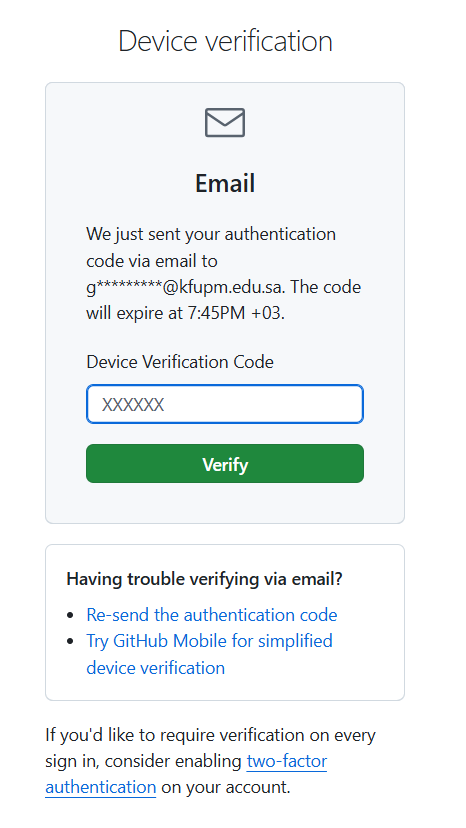 Device verification
Email
We just sent your authentication
code via email to
g*********@kfupm.edu.sa. The code
will expire at 7:45PM +03.
Device Verification Code
XXXXXX
Verify
Having trouble verifying via email?
Re-send the authentication code
Try GitHub Mobile for simplified
device verification
If you'd like to require verification on every
sign in, consider enabling two-factor
authentication on your account.